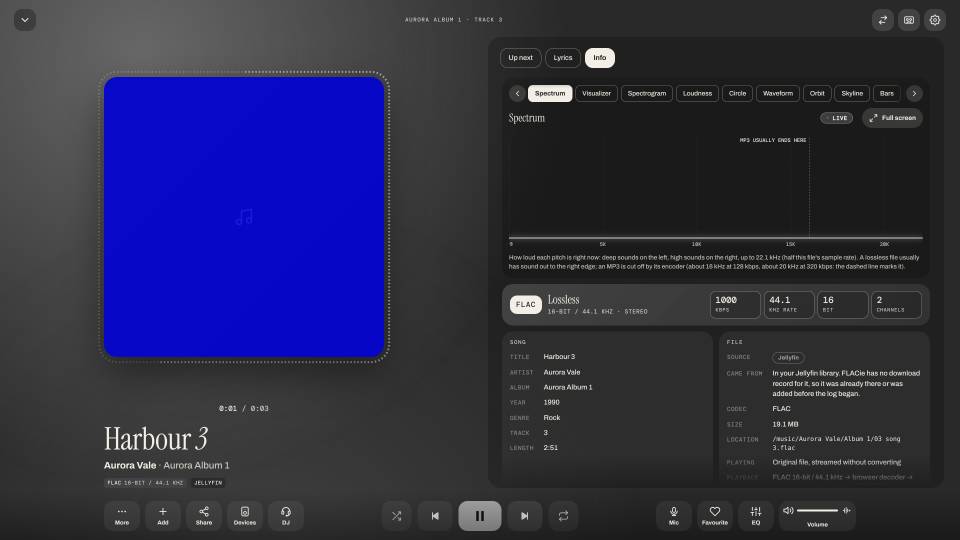 AURORA ALBUM 1 · TRACK 3
Up next
Lyrics
Info
Spectrum
Visualizer
Spectrogram
Loudness
Circle
Waveform
Orbit
Skyline
Bars
Spectrum
LIVE
Full screen
MP3 USUALLY ENDS HERE
0
5K
10K
15K
20K
How loud each pitch is right now: deep sounds on the left, high sounds on the right, up to 22.1 kHz (half this file's sample rate). A lossless file usually
has sound out to the right edge; an MP3 is cut off by its encoder (about 16 kHz at 128 kbps, about 20 kHz at 320 kbps: the dashed line marks it).
FLAC
Lossless
16-BIT / 44.1 KHZ · STEREO
1000
KBPS
44.1
KHZ RATE
16
BIT
2
CHANNELS
SONG
TITLE Harbour 3
ARTIST Aurora Vale
ALBUM Aurora Album 1
YEAR 1990
GENRE Rock
TRACK 3
LENGTH 2:51
FILE
SOURCE Jellyfin
CAME FROM In your Jellyfin library. FLACie has no download
record for it, so it was already there or was
added before the log began.
CODEC FLAC
SIZE 19.1 MB
LOCATION /music/Aurora Vale/Album 1/03 song
3.flac
PLAYING Original file, streamed without converting
PLAYBACK FLAC 16-bit / 44.1 kHz → browser decoder →
0:01 / 0:03
Harbour 3
Aurora Vale · Aurora Album 1
FLAC 16-BIT / 44.1 KHZ
JELLYFIN
More
Add
Share
Devices
DJ
Mic
Favourite
EQ
Volume